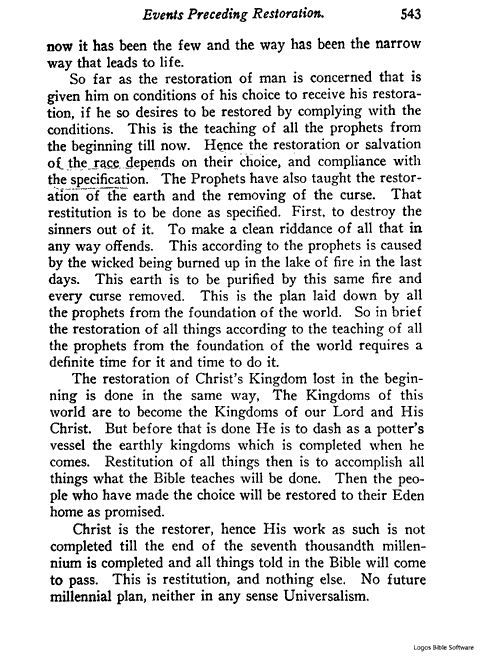 Events Preceding Restoration. 543
now it has been the few and the way has been the narrow
way that leads to life.
So far as the restoration of man is concerned that is
given him on conditions of his choice to receive his restora-
tion, if he so desires to be restored by complying with the
conditions. This is the teaching of all the prophets from
the beginning till now. Hence the restoration or salvation
of the race depends on their choice, and compliance with
the specification. The Prophets have also taught the restor-
ation of the earth and the removing of the curse. That
restitution is to be done as specified. First, to destroy the
sinners out of it. To make a clean riddance of all that in
any way offends. This according to the prophets is caused
by the wicked being burned up in the lake of fire in the last
days. This earth is to be purified by this same fire and
every curse removed. This is the plan laid down by all
the prophets from the foundation of the world. So in brief
the restoration of all things according to the teaching of all
the prophets from the foundation of the world requires a
definite time for it and time to do it.
The restoration of Christ's Kingdom lost in the begin-
ning is done in the same way, The Kingdoms of this
world are to become the Kingdoms of our Lord and His
Christ. But before that is done He is to dash as a potter's
vessel the earthly kingdoms which is completed when he
comes. Restitution of all things then is to accomplish all
things what the Bible teaches will be done. Then the peo-
ple who have made the choice will be restored to their Eden
home as promised.
Christ is the restorer, hence His work as such is not
completed till the end of the seventh thousandth millen-
nium is completed and all things told in the Bible will come
to pass. This is restitution, and nothing else. No future
millennial plan, neither in any sense Universalism.
Logos Bible Software